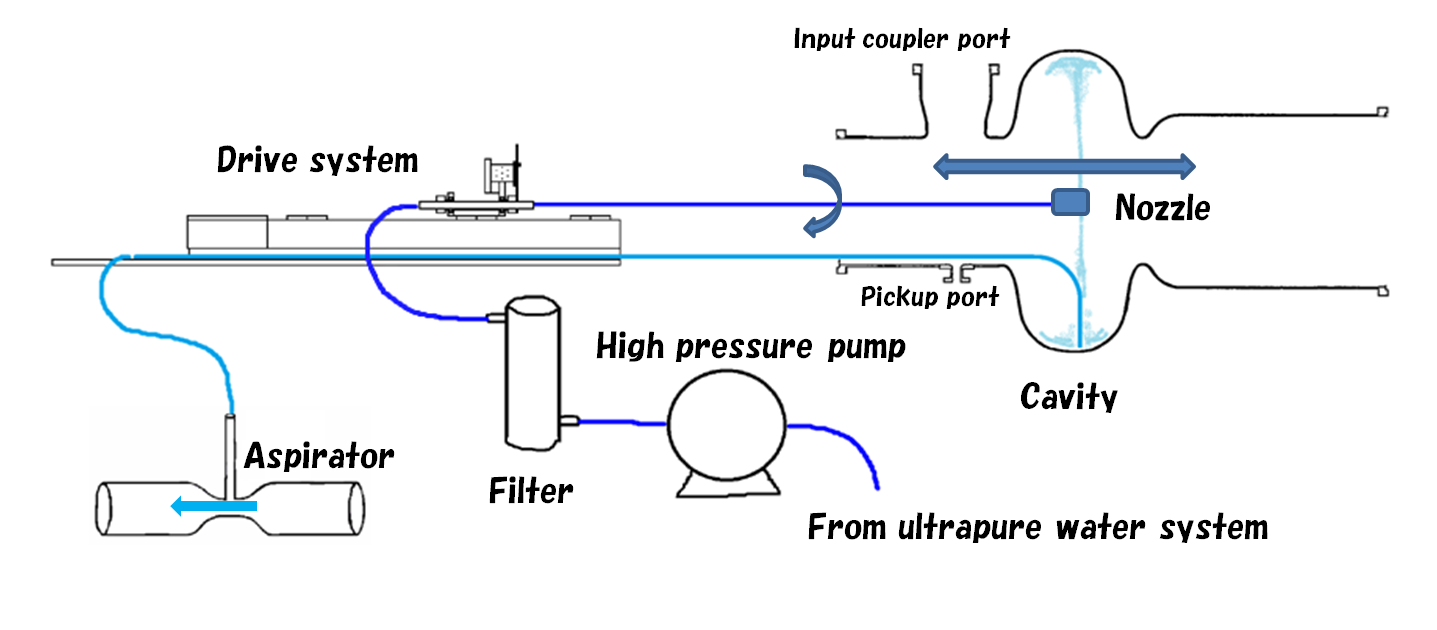 Input coupler port
Drive system
Nozzle
Pickup port
High pressure pump
Cavity
Aspirator
Filter
From ultrapure water system